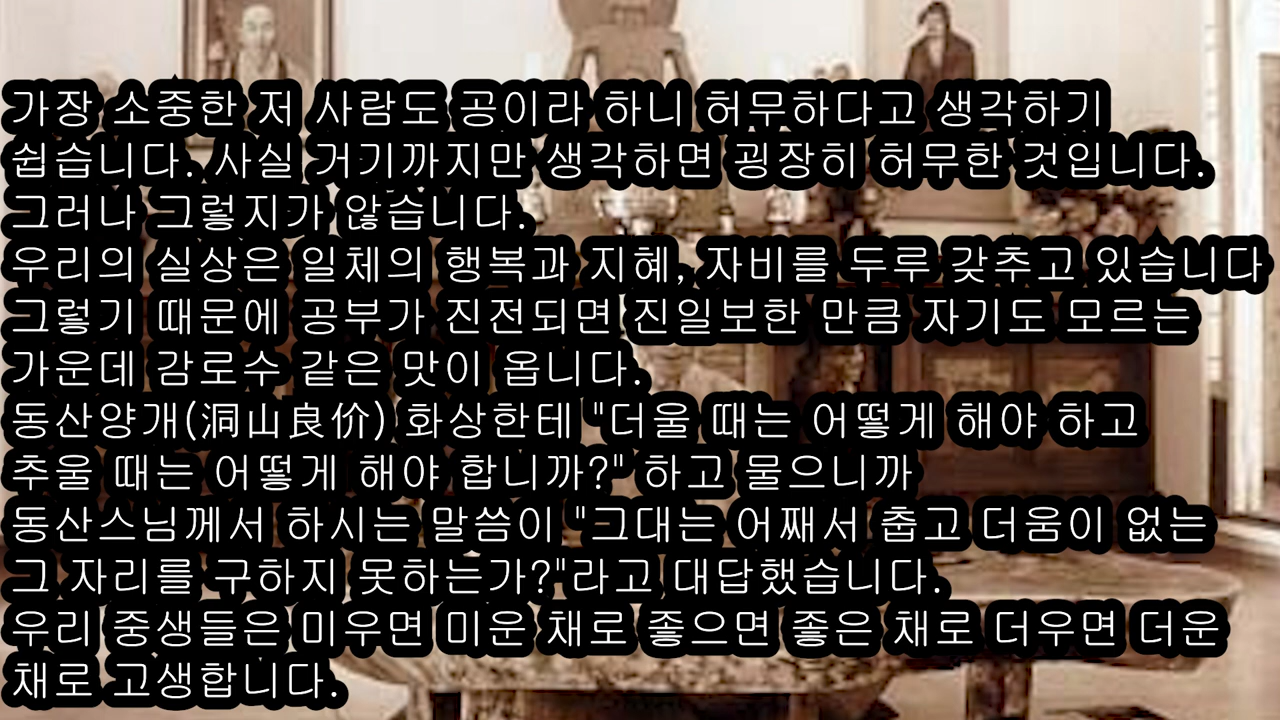 가장 소중한 저 사람도 공이라 하니 허무하다고 생각하기
쉽습니다. 사실 거기까지만 생각하면 굉장히 허무한 것입니다.
그러나 그렇지가 않습니다.
우리의 실상은 일체의 행복과 지혜, 자비를 두루 갖추고 있습니다
그렇기 때문에 공부가 진전되면 진일보한 만큼 자기도 모르는
가운데 감로수 같은 맛이 옵니다.
동산양개(洞山良价) 화상한테 "더울 때는 어떻게 해야 하고
추울 때는 어떻게 해야 합니까?" 하고 물으니까
동산스님께서 하시는 말씀이 "그대는 어째서 춥고 더움이 없는
그 자리를 구하지 못하는가?"라고 대답했습니다.
우리 중생들은 미우면 미운 채로 좋으면 좋은 채로 더우면 더운
채로 고생합니다.